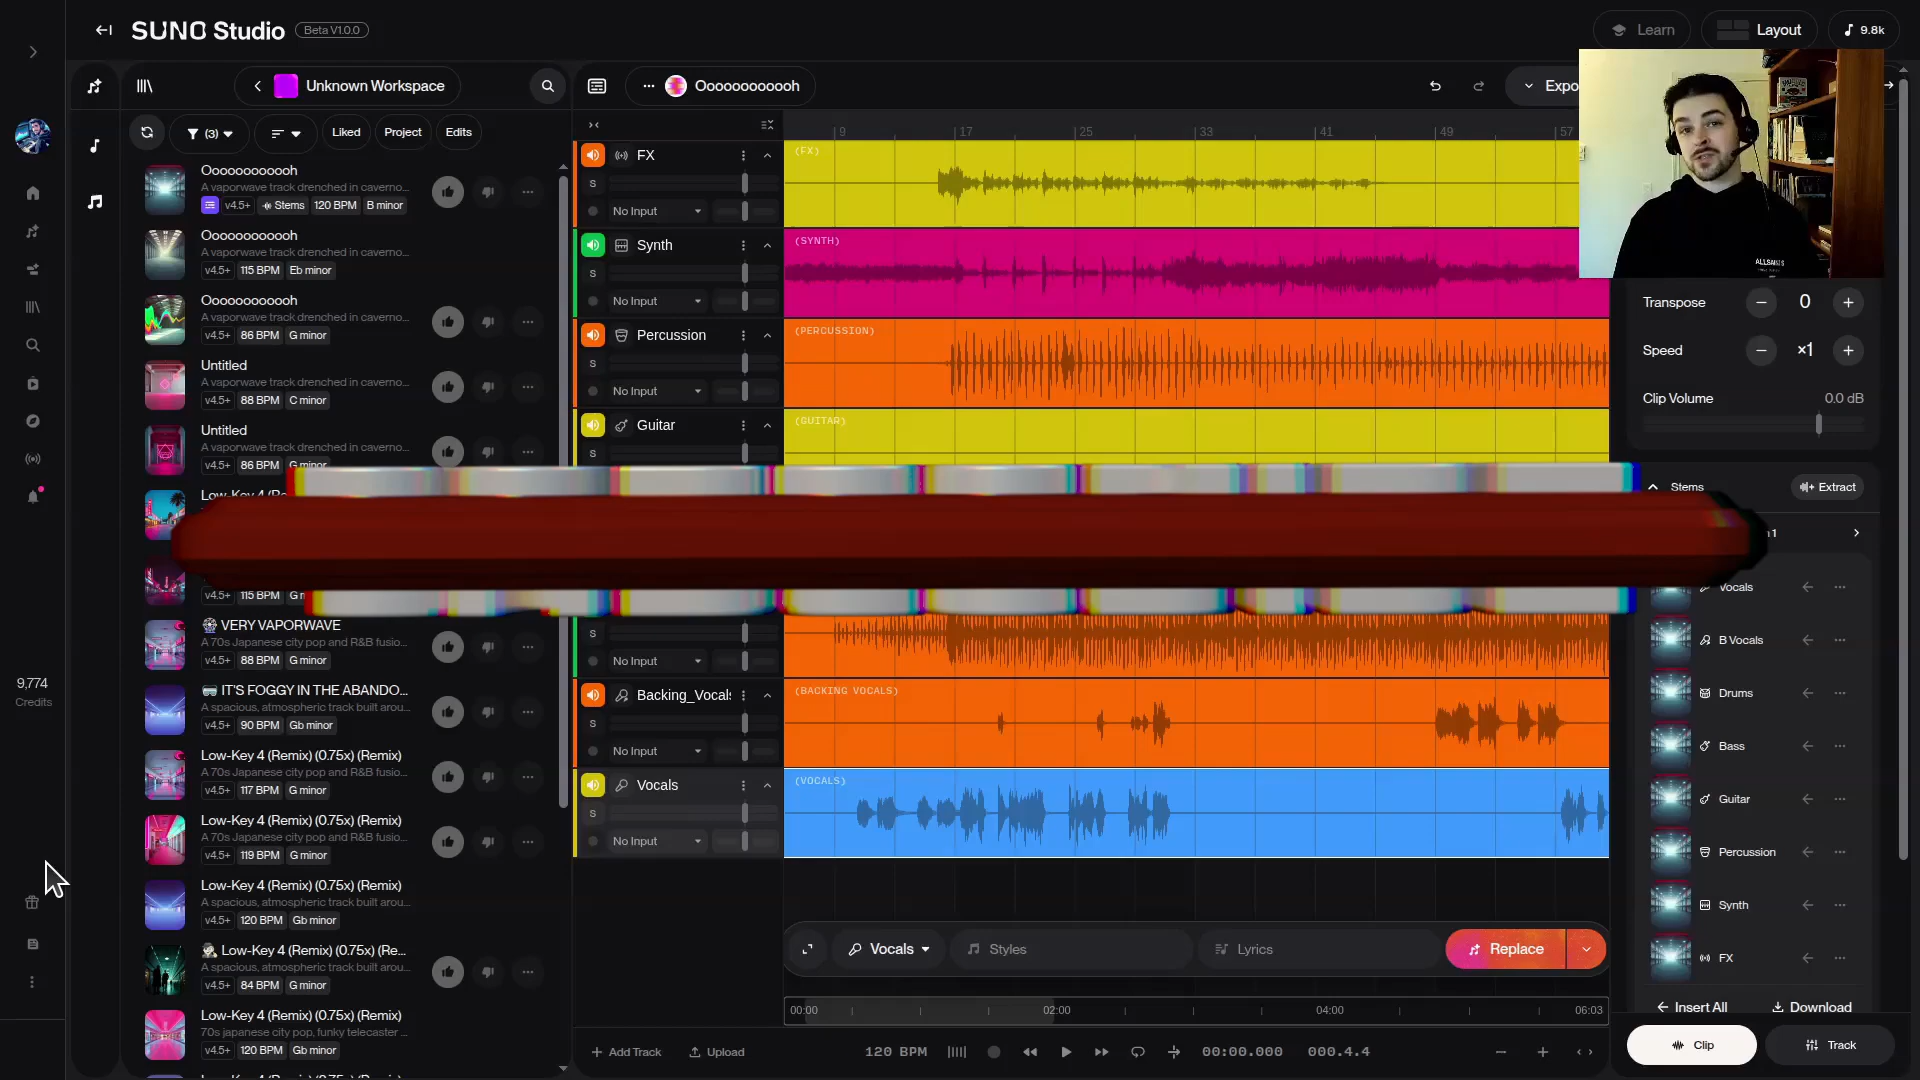 SUNO Studio
Beta V1.0.0
Learn
Layout
9.8k
Unknown Workspace
Oooooooooooh
Expo
(3)
Liked
Project
Edits
9
17
25
33
41
49
57
Oooooooooooh
A vaporwave track drenched in caverno...
v4.5+
Stems
120 BPM
B minor
Oooooooooooh
A vaporwave track drenched in caverno...
v4.5+
115 BPM
Eb minor
Oooooooooooh
A vaporwave track drenched in caverno...
v4.5+
86 BPM
G minor
Untitled
A vaporwave track drenched in caverno...
v4.5+
88 BPM
C minor
Untitled
A vaporwave track drenched in caverno...
v4.5+
86 BPM
G minor
v4.5+
115 BPM
VERY VAPORWAVE
A 70s Japanese city pop and R&B fusio...
v4.5+
88 BPM
G minor
IT'S FOGGY IN THE ABANDO...
A spacious, atmospheric track built arou...
v4.5+
90 BPM
Gb minor
Low-Key 4 (Remix) (0.75x) (Remix)
A 70s Japanese city pop and R&B fusio...
v4.5+
117 BPM
G minor
Low-Key 4 (Remix) (0.75x) (Remix)
A 70s Japanese city pop and R&B fusio...
v4.5+
119 BPM
G minor
Low-Key 4 (Remix) (0.75x) (Remix)
A spacious, atmospheric track built arou...
v4.5+
120 BPM
Gb minor
Low-Key 4 (Remix) (0.75x) (Re...
A spacious, atmospheric track built arou...
v4.5+
84 BPM
G minor
Low-Key 4 (Remix) (0.75x) (Remix)
70s japanese city pop, funky telecaster ...
v4.5+
120 BPM
Gb minor
9,774
Credits
FX
S
No Input
(FX)
Synth
S
No Input
(SYNTH)
Percussion
S
No Input
(PERCUSSION)
Guitar
S
(GUITAR)
S
No Input
Backing_Vocals
S
No Input
(BACKING VOCALS)
Vocals
S
No Input
(VOCALS)
ALLSAINTS
Transpose
0
Speed
×1
Clip Volume
0.0 dB
Stems
Extract
Vocals
B Vocals
Drums
Bass
Guitar
Percussion
Synth
FX
Insert All
Download
Vocals
Styles
Lyrics
Replace
00:00
02:00
04:00
06:03
Add Track
Upload
120 BPM
00:00.000
000.4.4
Clip
Track